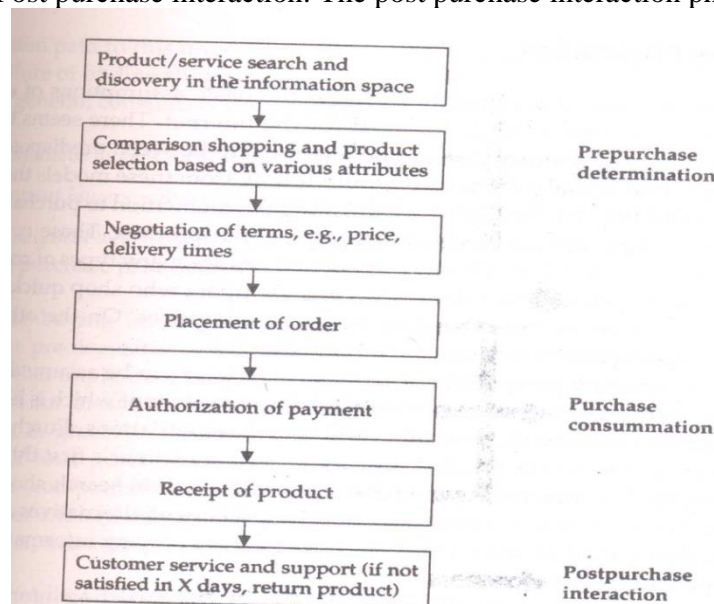 Post purchase interaction: The post purchase interaction
Product/service search and
discovery in the information space
Comparison shopping and product
selection based on various attributes
Prepurchase
determination
Negotiation of terms, e.g., price,
delivery times
Placement of order
Authorization of payment
Purchase
consummation
Receipt of product
Customer service and support (if not
satisfied in X days, return product)
Postpurchase
interaction